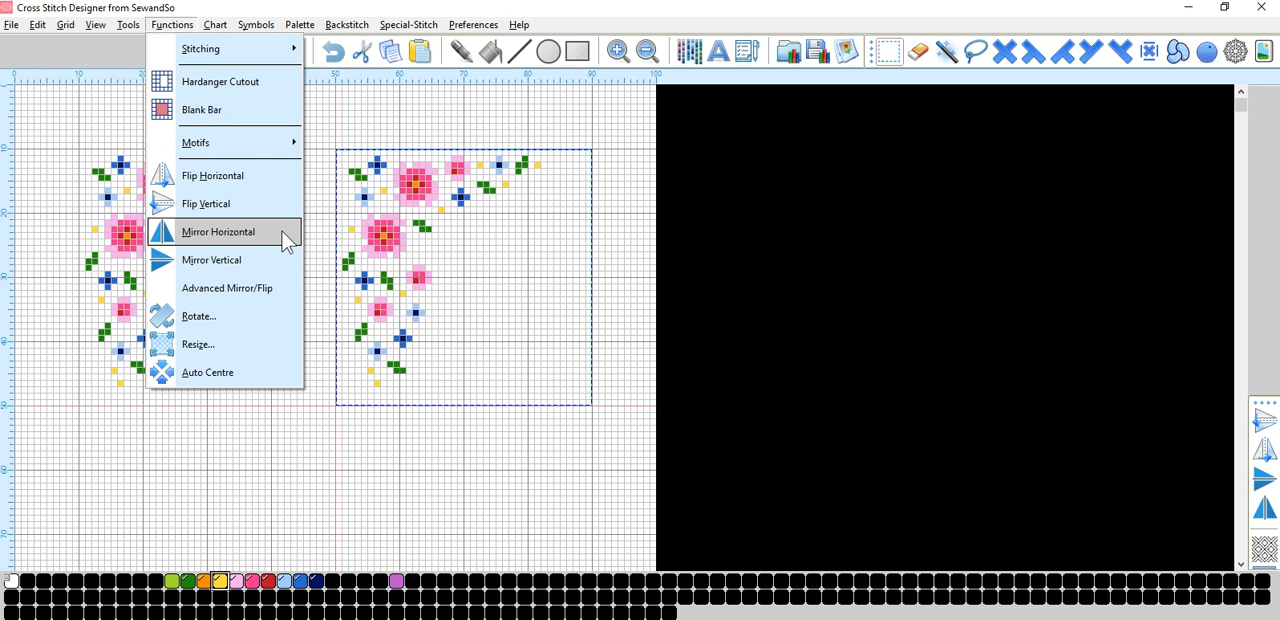 Cross Stitch Designer from SewandSo
File Edit Grid View Tools Functions Chart Symbols Palette Backstitch Special-Stitch Preferences Help
Stitching
Hardanger Cutout
Blank Bar
Motifs
Flip Horizontal
Flip Vertical
Mirror Horizontal
Mirror Vertical
Advanced Mirror/Flip
Rotate...
Resize...
Auto Centre
0 10 50 60 70 80 90 100
10
20
30
40
50
60
70